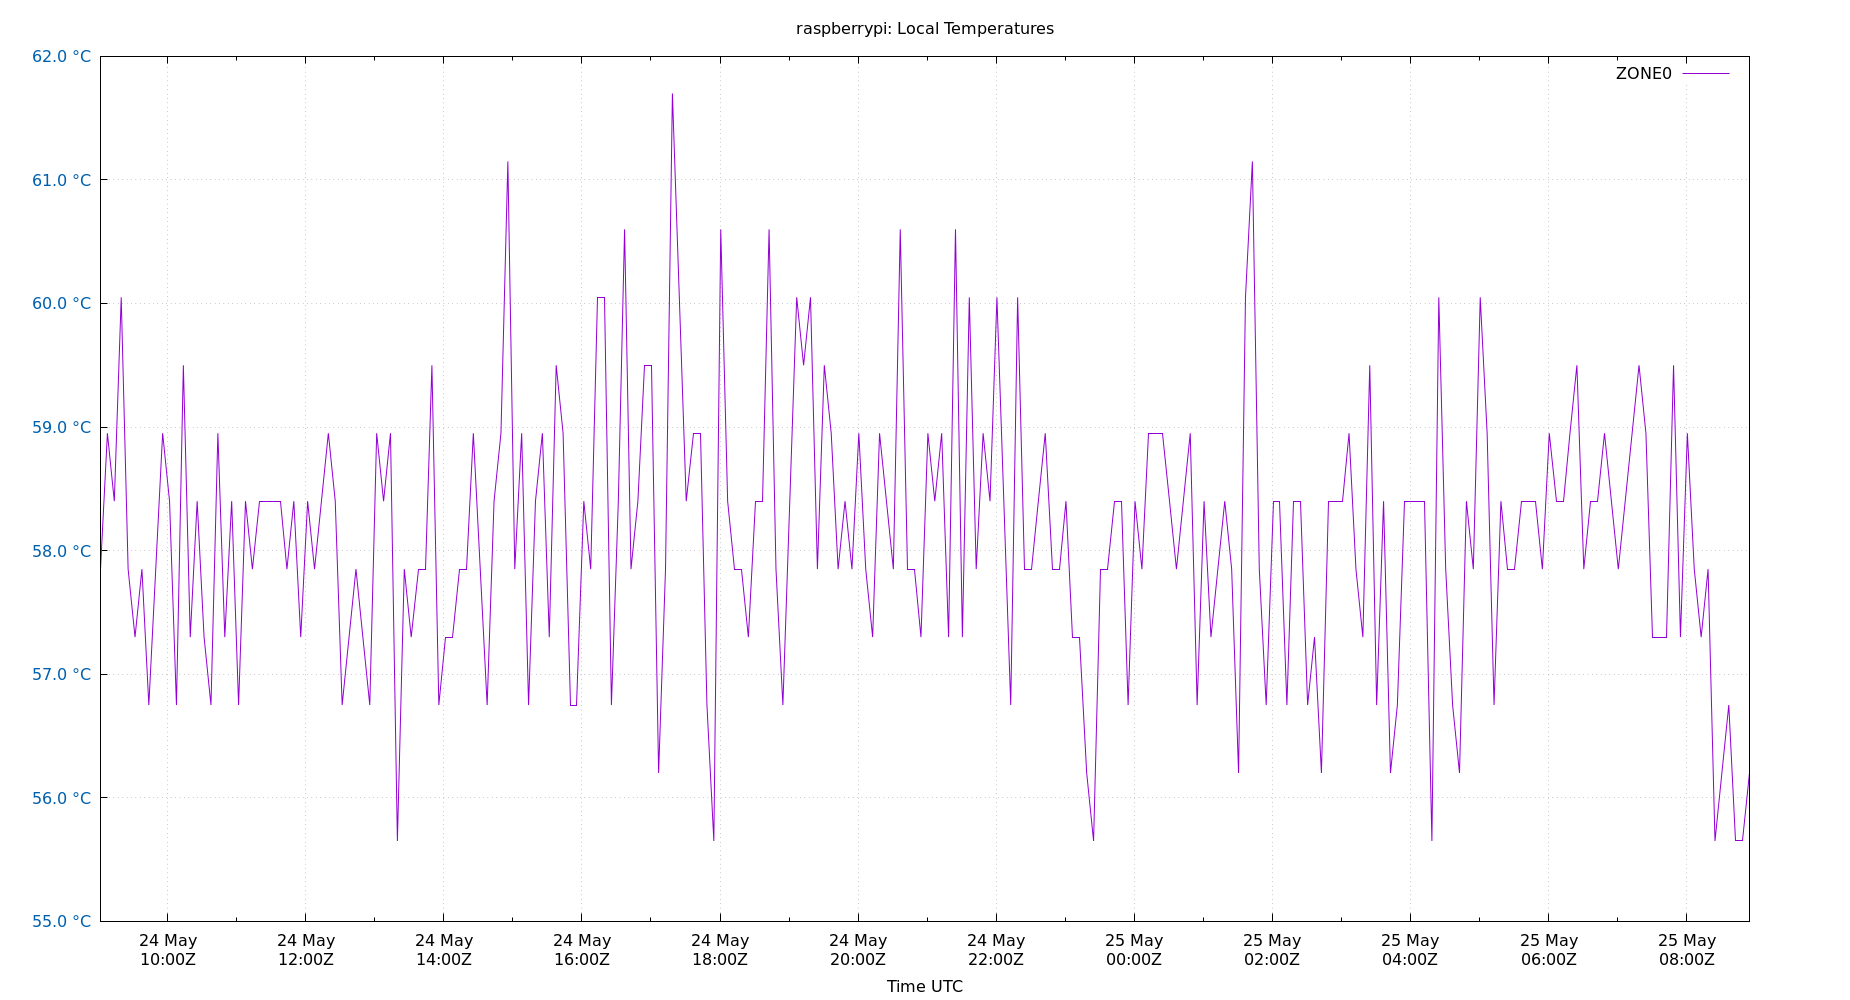 raspberrypi: Local Temperatures
62.0 °C
ZONE0
61.0 °C
60.0 °C
59.0 °C
58.0 °C
57.0 °C
56.0 °C
55.0 °C
24 May 24 May 24 May 24 May 24 May 24 May 24 May 25 May 25 May 25 May 25 May 25 May
10:00Z 12:00Z 14:00Z 16:00Z 18:00Z 20:00Z 22:00Z 00:00Z 02:00Z 04:00Z 06:00Z 08:00Z
Time UTC